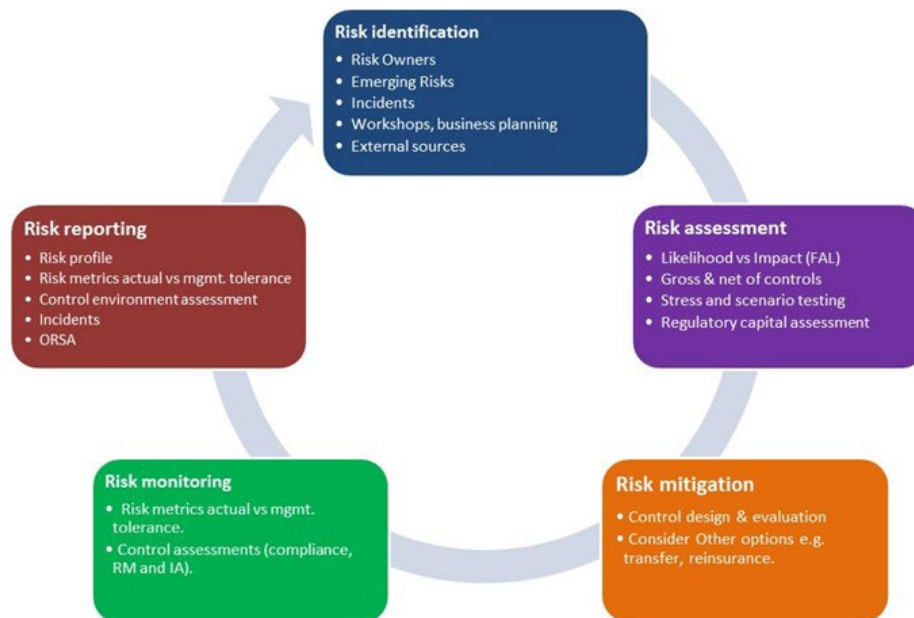 Risk identification
• Risk Owners
• Emerging Risks
• Incidents
• Workshops, business planning
• External sources
Risk assessment
• Likelihood vs Impact (FAL)
• Gross & net of controls
• Stress and scenario testing
• Regulatory capital assessment
Risk mitigation
• Control design & evaluation
• Consider Other options e.g.
transfer, reinsurance.
Risk monitoring
• Risk metrics actual vs mgmt.
tolerance.
• Control assessments (compliance,
RM and IA).
Risk reporting
• Risk profile
• Risk metrics actual vs mgmt. tolerance
• Control environment assessment
• Incidents
• ORSA